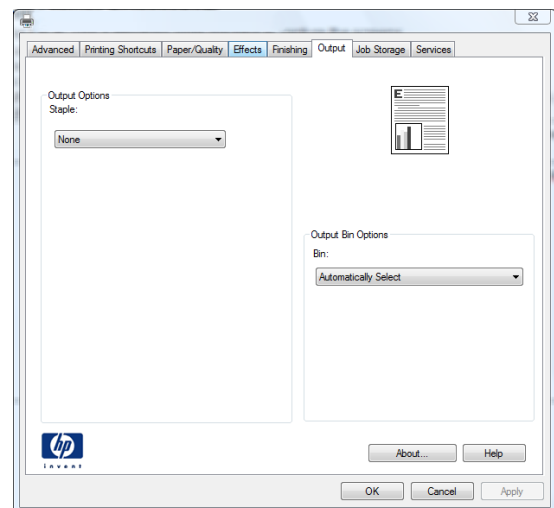 Advanced Printing Shortcuts Paper/Quality Effects Finishing Output Job Storage Services
Output Options
Staple:
None
E
Output Bin Options
Bin:
Automatically Select
hp
invent
About... Help
OK Cancel Apply